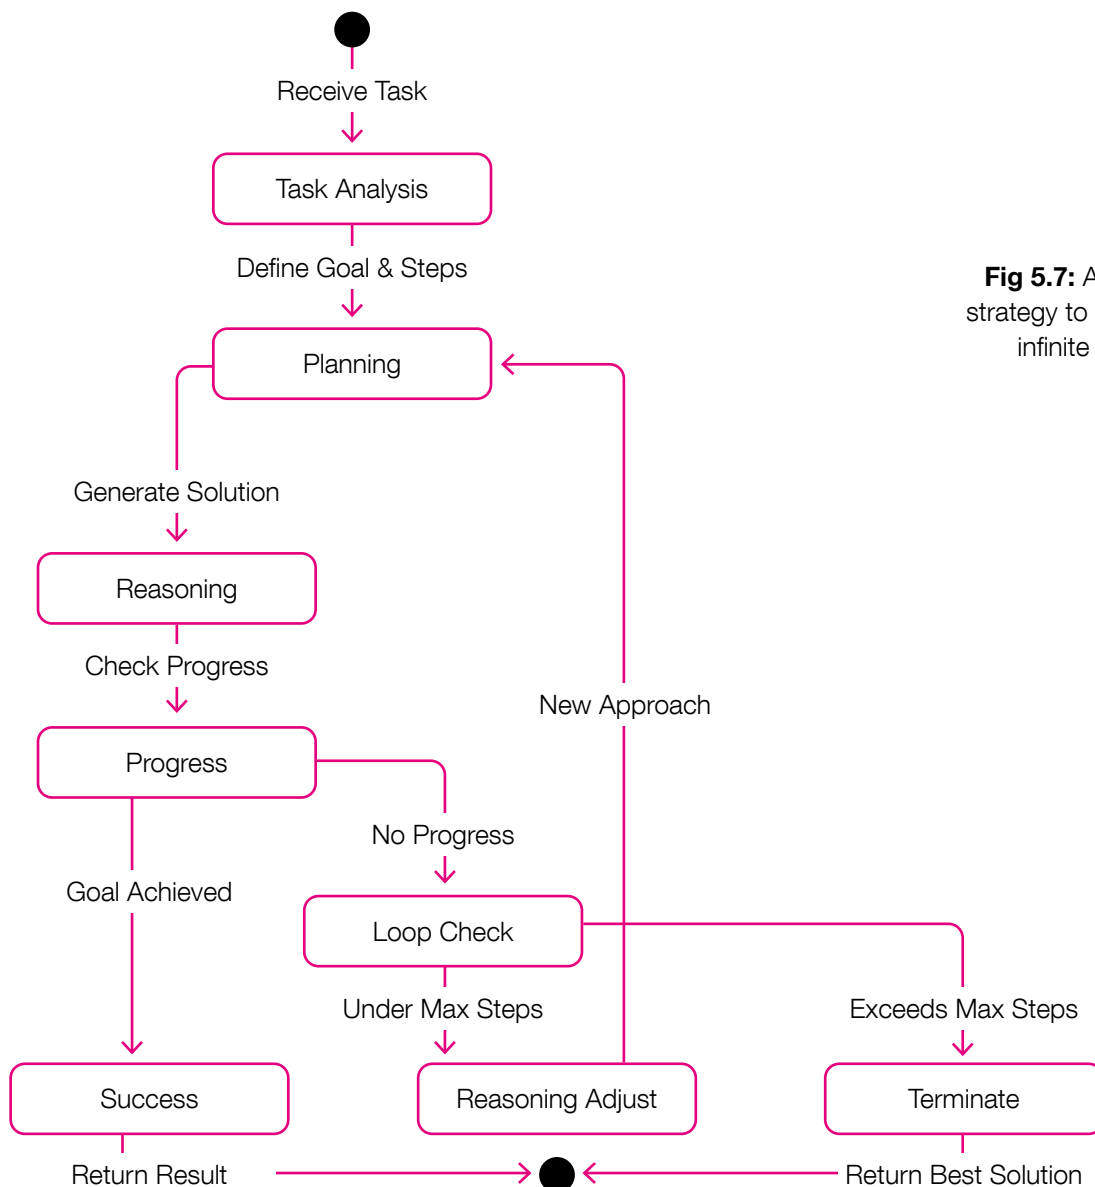 Receive Task
Task Analysis
Define Goal & Steps
Fig 5.7: A
strategy to
infinite
Planning
Generate Solution
Reasoning
Check Progress
New Approach
Progress
No Progress
Goal Achieved
Loop Check
Under Max Steps
Exceeds Max Steps
Success
Reasoning Adjust
Terminate
Return Result
Return Best Solution